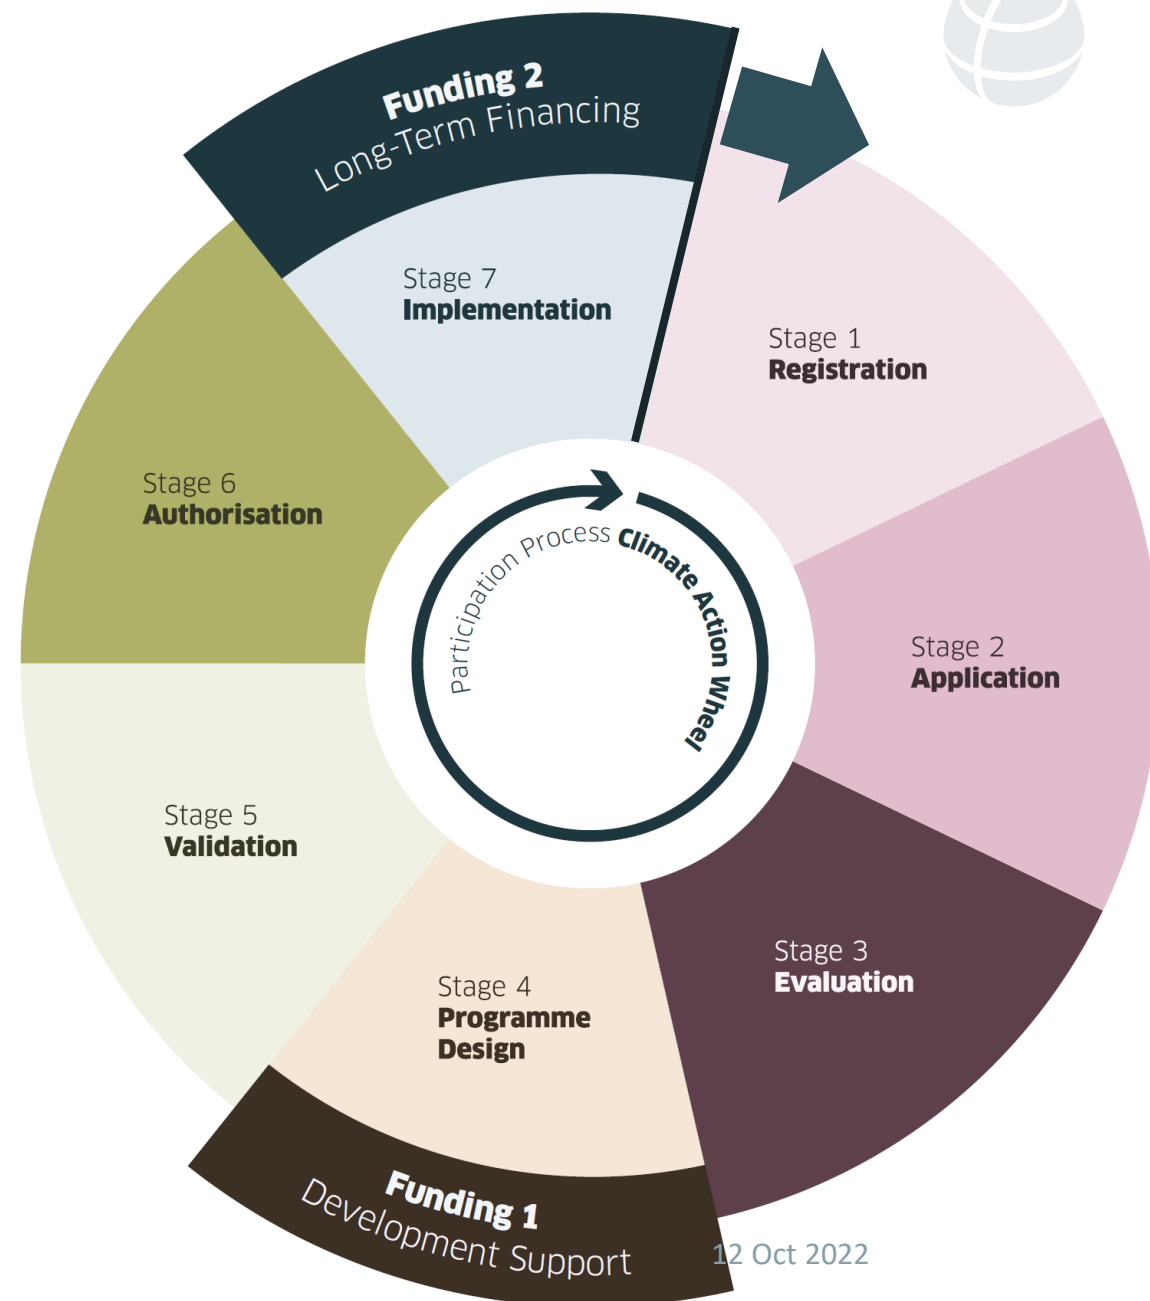 Funding 2
Long-Term Financing
Stage 7
Implementation
Stage 1
Registration
Stage 6
Authorisation
Participation Process Climate Action Wheel
Stage 2
Application
Stage 5
Validation
Stage 3
Evaluation
Stage 4
Programme
Design
Funding 1
Development Support
12 Oct 2022